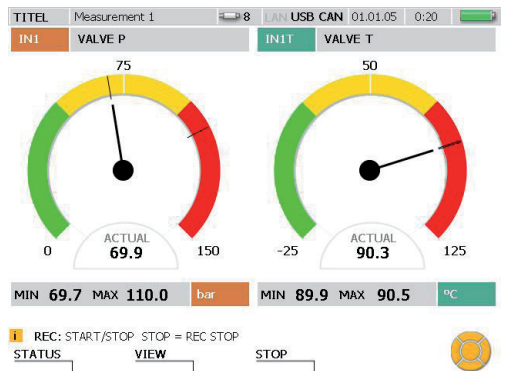 TITEL Measurement 1 8 LAN USB CAN 01.01.05 0:20
IN1 VALVE P IN1T VALVE T
75 50
ACTUAL ACTUAL
0 69.9 150 -25 90.3 125
MIN 69.7 MAX 110.0 bar MIN 89.9 MAX 90.5 °C
i REC: START/STOP STOP = REC STOP
STATUS VIEW STOP